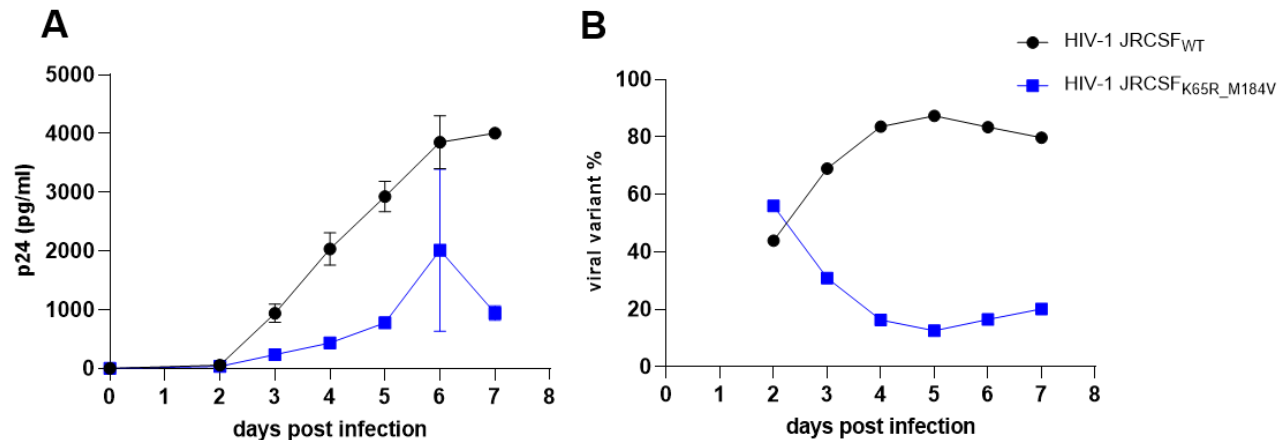 A
p24 (pg/ml)
5000
4000
3000
2000
1000
0
0 1 2 3 4 5 6 7 8
days post infection
B
HIV-1 JRCSFWT
HIV-1 JRCSFK65R_M184V
viral variant %
100
80
60
40
20
0
0 1 2 3 4 5 6 7 8
days post infection